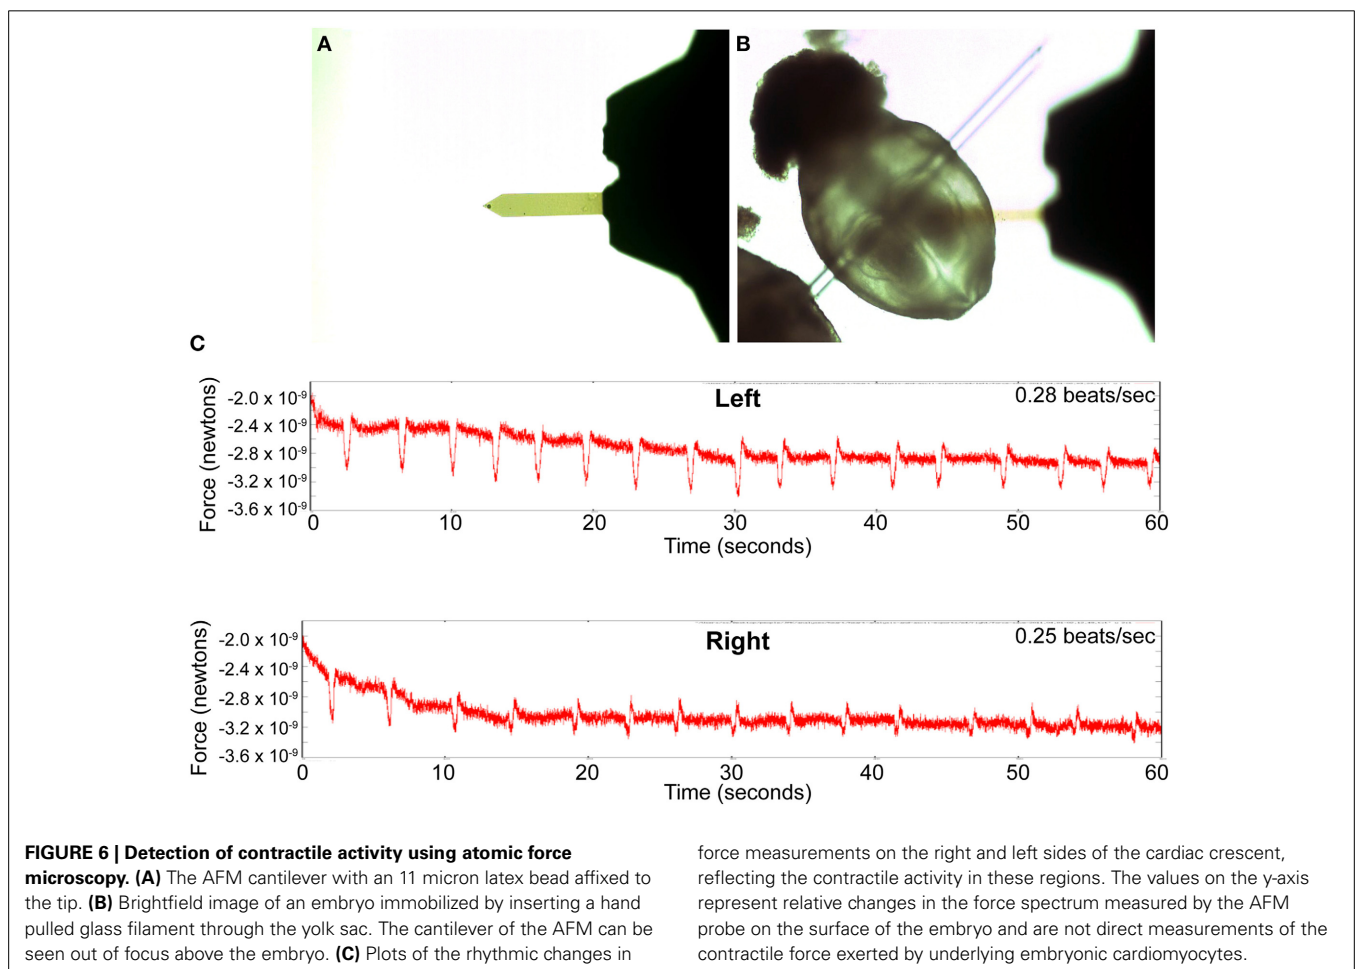 A
B
C
-2.0 x 10-9
-2.4 x 10-9
-2.8 x 10-9
-3.2 x 10-9
-3.6 x 10-9
Force (newtons)
Left
0.28 beats/sec
0 10 20 30 40 50 60
Time (seconds)
-2.0 x 10-9
-2.4 x 10-9
-2.8 x 10-9
-3.2 x 10-9
-3.6 x 10-9
Force (newtons)
Right
0.25 beats/sec
0 10 20 30 40 50 60
Time (seconds)
FIGURE 6 | Detection of contractile activity using atomic force
microscopy. (A) The AFM cantilever with an 11 micron latex bead affixed to
the tip. (B) Brightfield image of an embryo immobilized by inserting a hand
pulled glass filament through the yolk sac. The cantilever of the AFM can be
seen out of focus above the embryo. (C) Plots of the rhythmic changes in
force measurements on the right and left sides of the cardiac crescent,
reflecting the contractile activity in these regions. The values on the y-axis
represent relative changes in the force spectrum measured by the AFM
probe on the surface of the embryo and are not direct measurements of the
contractile force exerted by underlying embryonic cardiomyocytes.